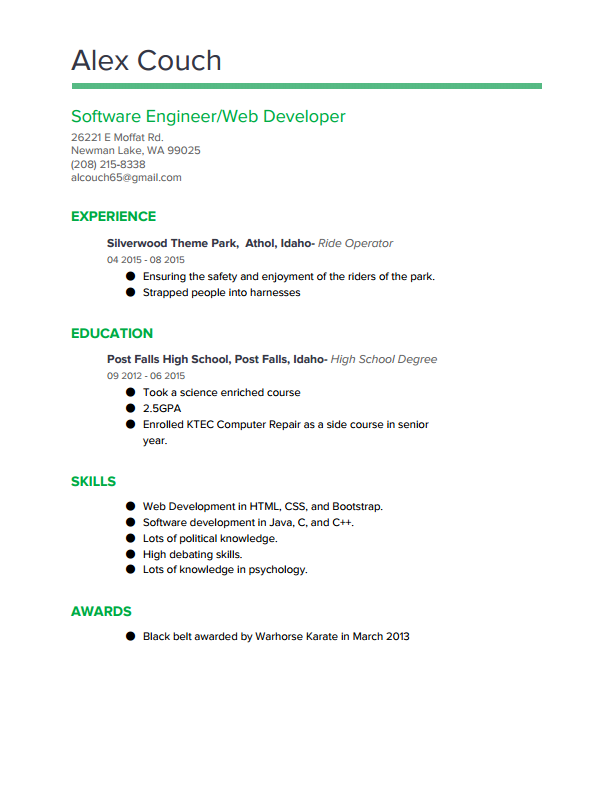 Alex Couch
Software Engineer/Web Developer
26221 E Moffat Rd.
Newman Lake, WA 99025
(208) 215-8338
alcouch65@gmail.com
EXPERIENCE
Silverwood Theme Park,  Athol, Idaho- Ride Operator
04 2015 - 08 2015
● Ensuring the safety and enjoyment of the riders of the park.
● Strapped people into harnesses
EDUCATION
Post Falls High School, Post Falls, Idaho- High School Degree
09 2012 - 06 2015
● Took a science enriched course
● 2.5GPA
● Enrolled KTEC Computer Repair as a side course in senior
year.
SKILLS
● Web Development in HTML, CSS, and Bootstrap.
● Software development in Java, C, and C++.
● Lots of political knowledge.
● High debating skills.
● Lots of knowledge in psychology.
AWARDS
● Black belt awarded by Warhorse Karate in March 2013